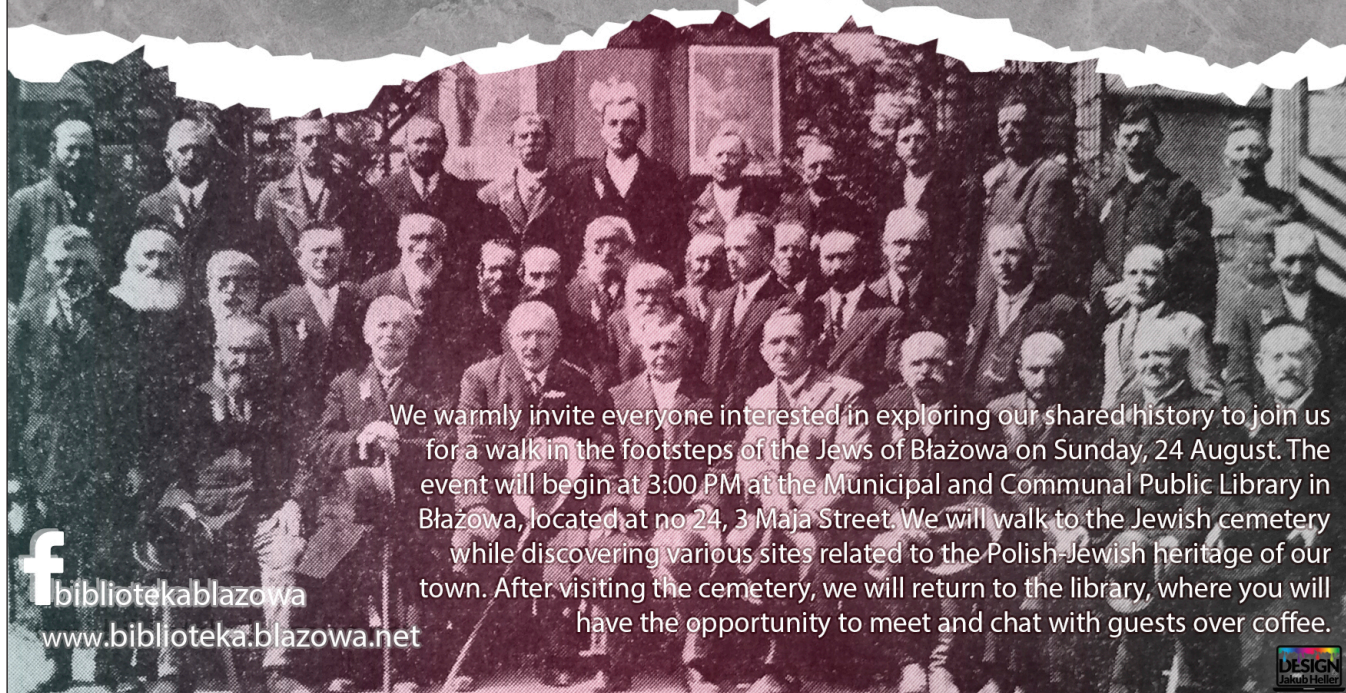 We warmly invite everyone interested in exploring our shared history to join us
for a walk in the footsteps of the Jews of Błażowa on Sunday, 24 August. The
event will begin at 3:00 PM at the Municipal and Communal Public Library in
Błażowa, located at no 24, 3 Maja Street. We will walk to the Jewish cemetery
while discovering various sites related to the Polish-Jewish heritage of our
town. After visiting the cemetery, we will return to the library, where you will
have the opportunity to meet and chat with guests over coffee.
f
bibliotekablazowa
www.biblioteka.blazowa.net
DESIGN
Jakub Heller